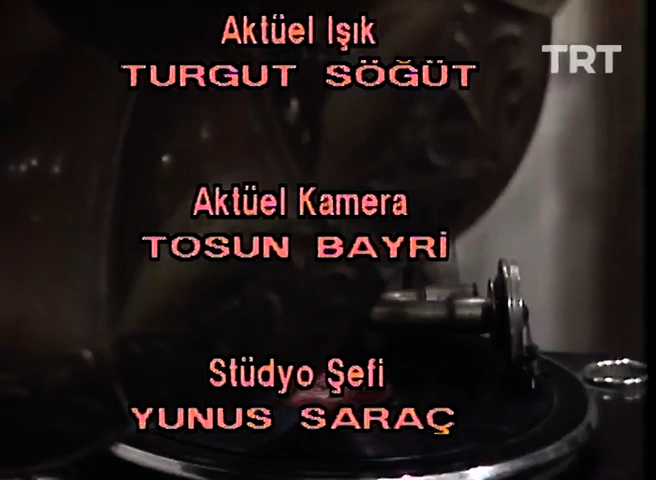 Aktüel Işık
TRT
TURGUT SÖĞÜT
Aktüel Kamera
TOSUN BAYRİ
Stüdyo Şefi
YUNUS SARAÇ